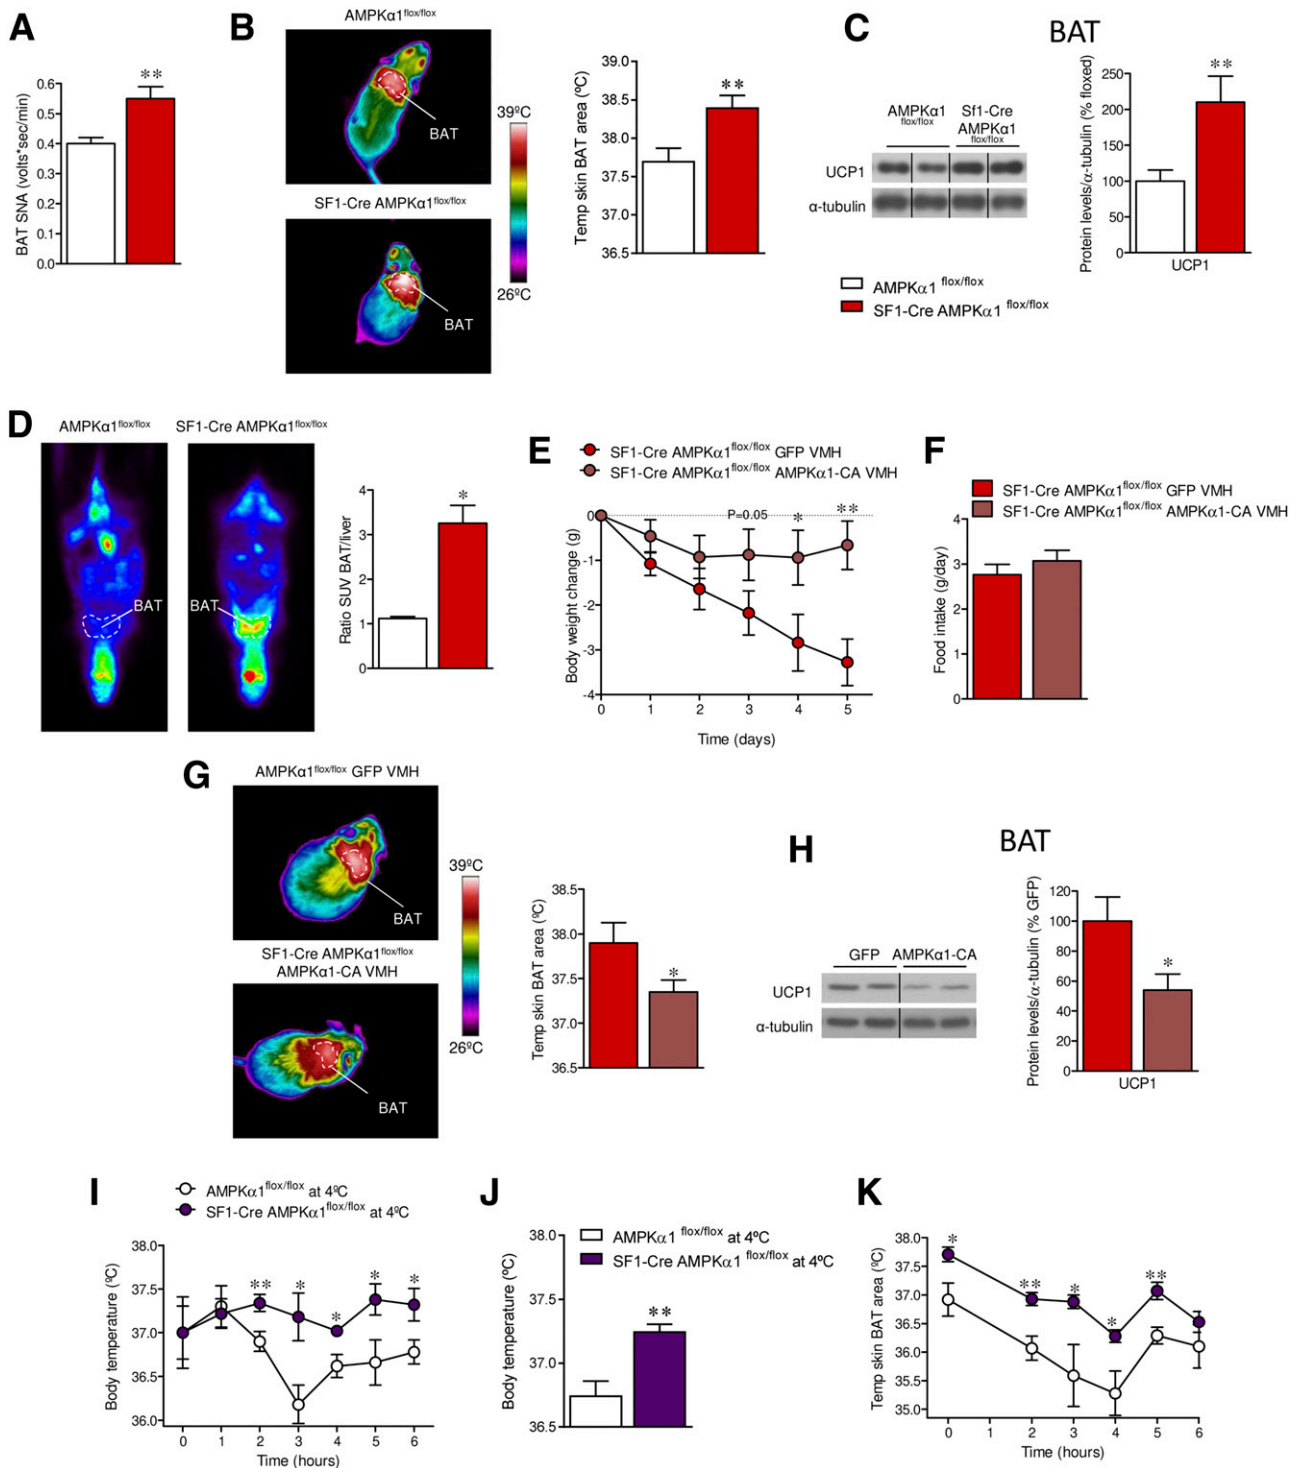 A
BAT SNA (volts*sec/min)
0.6
0.5
0.4
0.3
0.2
0.1
0.0
**
B
AMPKα1flox/flox
BAT
SF1-Cre AMPKα1flox/flox
BAT
39ºC
26ºC
Temp skin BAT area (ºC)
39.0
38.5
38.0
37.5
37.0
36.5
**
C
BAT
AMPKα1
flox/flox
Sf1-Cre
AMPKα1
flox/flox
UCP1
α-tubulin
Protein levels/α-tubulin (% floxed)
250
200
150
100
50
0
**
UCP1
AMPKα1 flox/flox
SF1-Cre AMPKα1 flox/flox
D
AMPKα1flox/flox
SF1-Cre AMPKα1flox/flox
BAT
BAT
Ratio SUV BAT/liver
4
3
2
1
0
*
E
SF1-Cre AMPKα1flox/flox GFP VMH
SF1-Cre AMPKα1flox/flox AMPKα1-CA VMH
Body weight change (g)
0
-1
-2
-3
-4
P=0.05
*
**
0 1 2 3 4 5
Time (days)
F
SF1-Cre AMPKα1flox/flox GFP VMH
SF1-Cre AMPKα1flox/flox AMPKα1-CA VMH
Food intake (g/day)
4
3
2
1
0
G
AMPKα1flox/flox GFP VMH
BAT
SF1-Cre AMPKα1flox/flox
AMPKα1-CA VMH
BAT
39ºC
26ºC
Temp skin BAT area (ºC)
38.5
38.0
37.5
37.0
36.5
*
H
BAT
GFP AMPKα1-CA
UCP1
α-tubulin
Protein levels/α-tubulin (% GFP)
120
100
80
60
40
20
0
*
UCP1
I
AMPKα1flox/flox at 4ºC
SF1-Cre AMPKα1flox/flox at 4ºC
Body temperature (ºC)
38.0
37.5
37.0
36.5
36.0
** * * * *
0 1 2 3 4 5 6
Time (hours)
J
AMPKα1 flox/flox at 4ºC
SF1-Cre AMPKα1 flox/flox at 4ºC
Body temperature (ºC)
38.0
37.5
37.0
36.5
**
K
Temp skin BAT area (ºC)
38.0
37.5
37.0
36.5
36.0
35.5
35.0
* ** * * **
0 1 2 3 4 5 6
Time (hours)